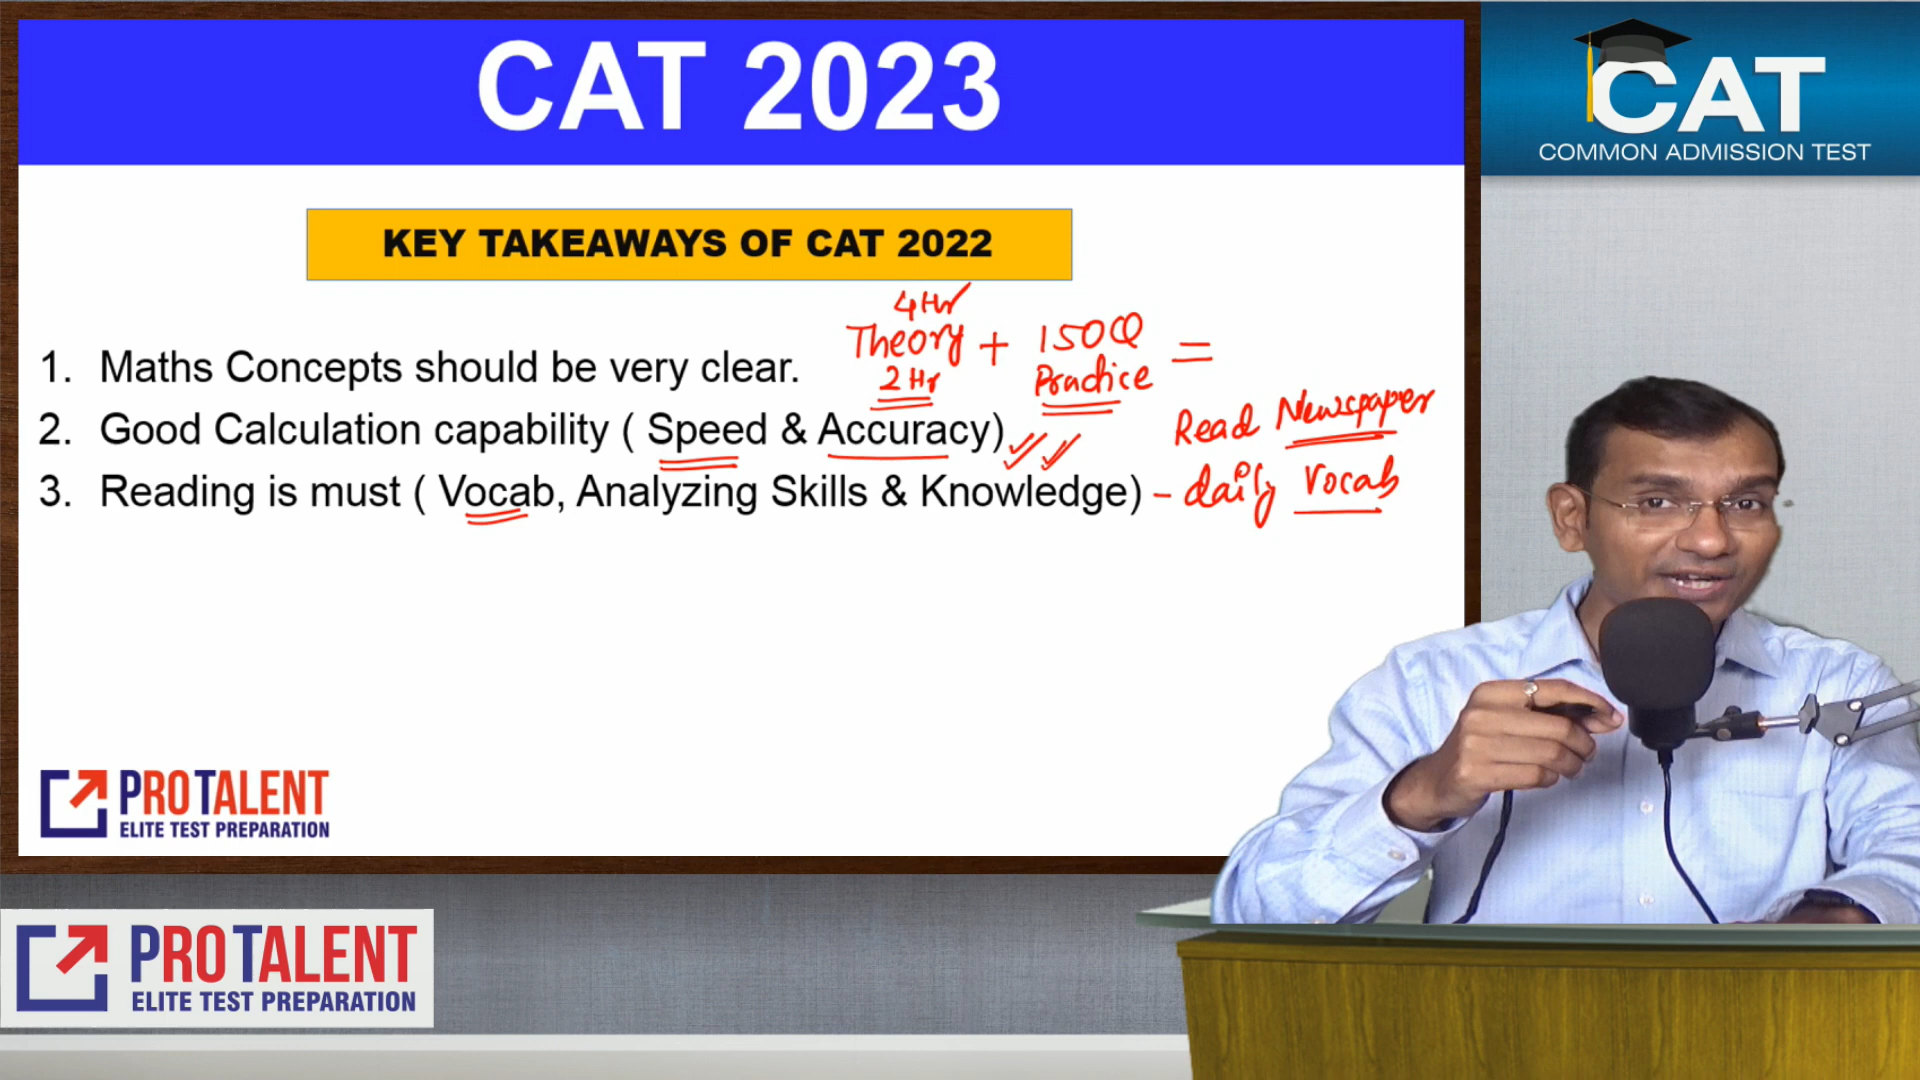 CAT 2023
CAT
COMMON ADMISSION TEST
KEY TAKEAWAYS OF CAT 2022
4Hr
Theory + 150Q =
2Hr Practice
1. Maths Concepts should be very clear.
Read Newspaper
2. Good Calculation capability ( Speed & Accuracy)
3. Reading is must ( Vocab, Analyzing Skills & Knowledge) - daily vocab
PROTALENT
ELITE TEST PREPARATION
PROTALENT
ELITE TEST PREPARATION